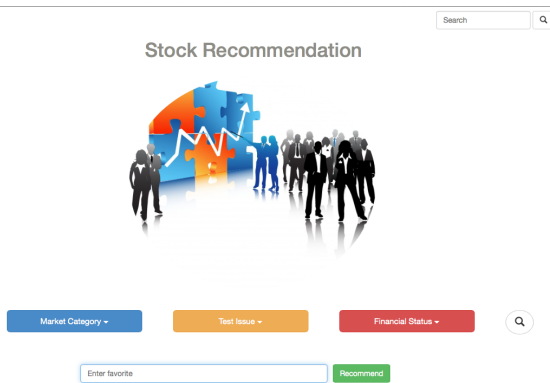 Search
Stock Recommendation
Market Category
Test Issue
Financial Status
Enter favorite
Recommend